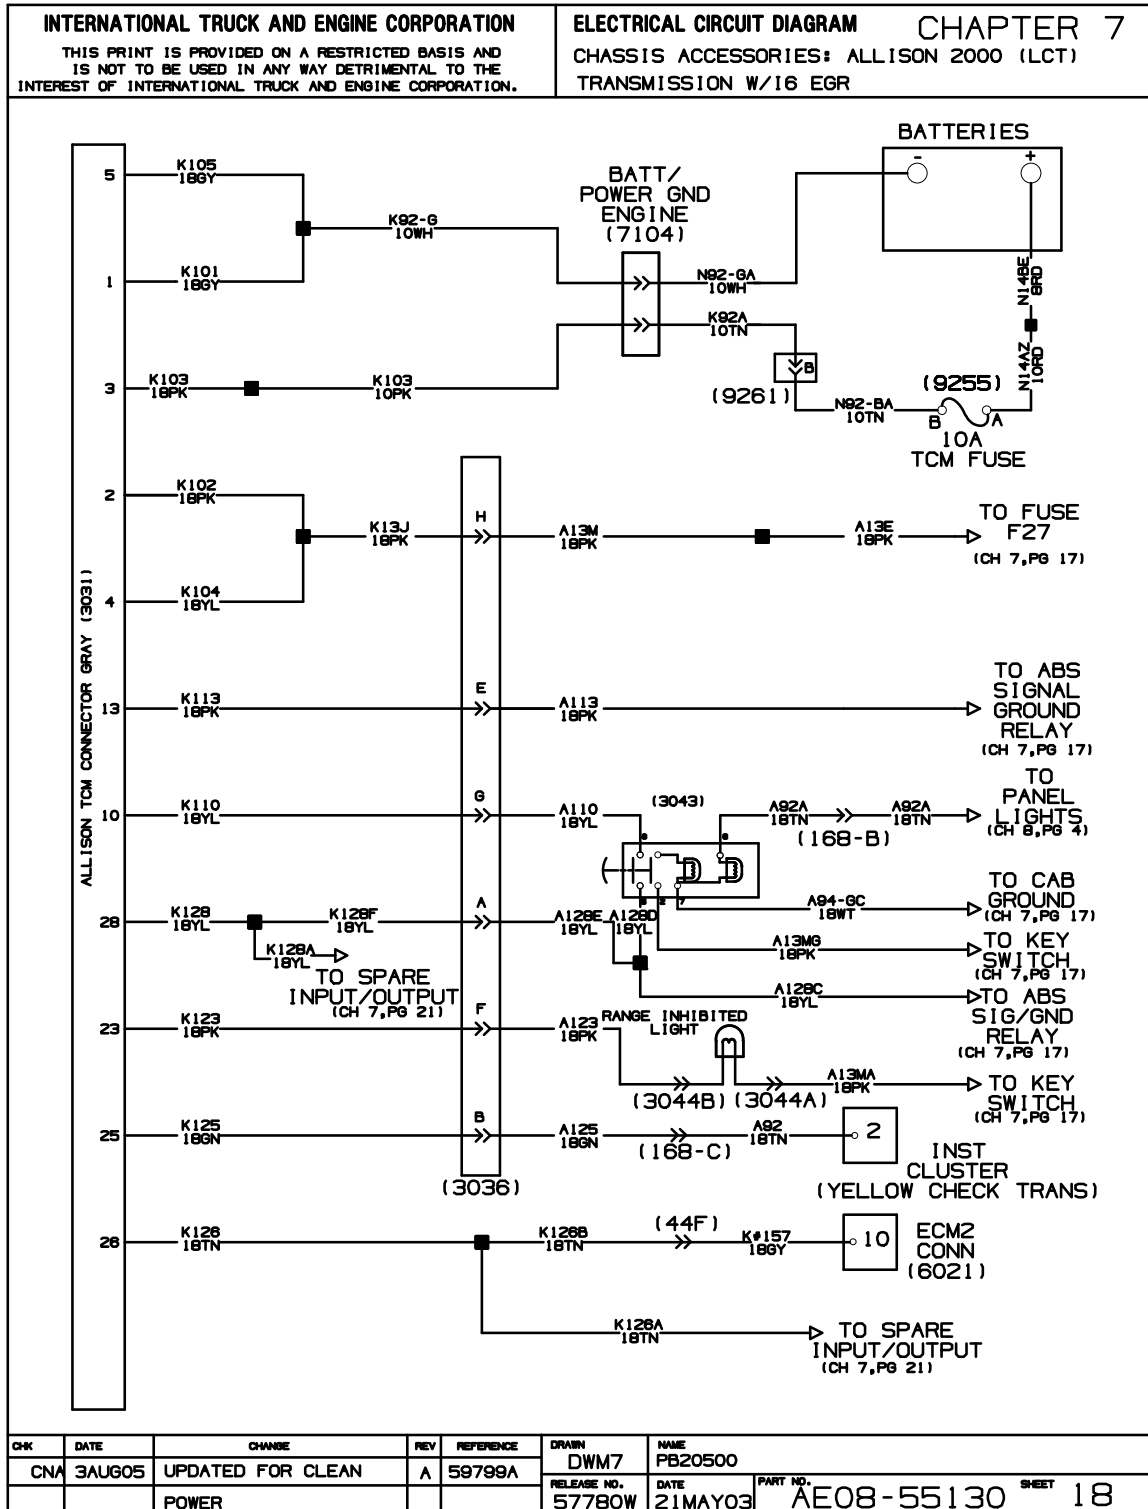 INTERNATIONAL TRUCK AND ENGINE CORPORATION
THIS PRINT IS PROVIDED ON A RESTRICTED BASIS AND
IS NOT TO BE USED IN ANY WAY DETRIMENTAL TO THE
INTEREST OF INTERNATIONAL TRUCK AND ENGINE CORPORATION.
ELECTRICAL CIRCUIT DIAGRAM CHAPTER 7
CHASSIS ACCESSORIES: ALLISON 2000 (LCT)
TRANSMISSION W/I6 EGR
BATTERIES
- +
BATT/
POWER GND
ENGINE
(7104)
5 K105
18GY
K92-G
10WH
1 K101
18GY
N92-GA
10WH
N14BE
8RD
K92A
10TN
N14AZ
10RD
3 K103
18PK
K103
10PK
B
(9261)
N92-BA
10TN
(9255)
B A
10A
TCM FUSE
2 K102
18PK
H
K13J
18PK
A13M
18PK
A13E
18PK
TO FUSE
F27
(CH 7,PG 17)
4 K104
18YL
ALLISON TCM CONNECTOR GRAY (3031)
13 K113
18PK
E
A113
18PK
TO ABS
SIGNAL
GROUND
RELAY
(CH 7,PG 17)
10 K110
18YL
G
A110
18YL
(3043)
A92A
18TN
(168-B)
A92A
18TN
TO
PANEL
LIGHTS
(CH 8,PG 4)
6 8
3 2 7
28 K128
18YL
K128F
18YL
A
A128E
18YL
A128D
18YL
A94-GC
18WT
TO CAB
GROUND
(CH 7,PG 17)
K128A
18YL
TO SPARE
INPUT/OUTPUT
(CH 7,PG 21)
A13MG
18PK
TO KEY
SWITCH
(CH 7,PG 17)
A128C
18YL
TO ABS
SIG/GND
RELAY
(CH 7,PG 17)
23 K123
18PK
F
A123
18PK
RANGE INHIBITED
LIGHT
(3044B) (3044A)
A13MA
18PK
TO KEY
SWITCH
(CH 7,PG 17)
25 K125
18GN
B
A125
18GN
(168-C)
A92
18TN
2
INST
CLUSTER
(YELLOW CHECK TRANS)
(3036)
26 K126
18TN
K126B
18TN
(44F)
K#157
18GY
10
ECM2
CONN
(6021)
K126A
18TN
TO SPARE
INPUT/OUTPUT
(CH 7,PG 21)
CHK DATE CHANGE REV REFERENCE
CNA 3AUG05 UPDATED FOR CLEAN A 59799A
POWER
DRAWN
DWM7
NAME
PB20500
RELEASE NO.
57780W
DATE
21MAY03
PART NO.
AE08-55130
SHEET 18